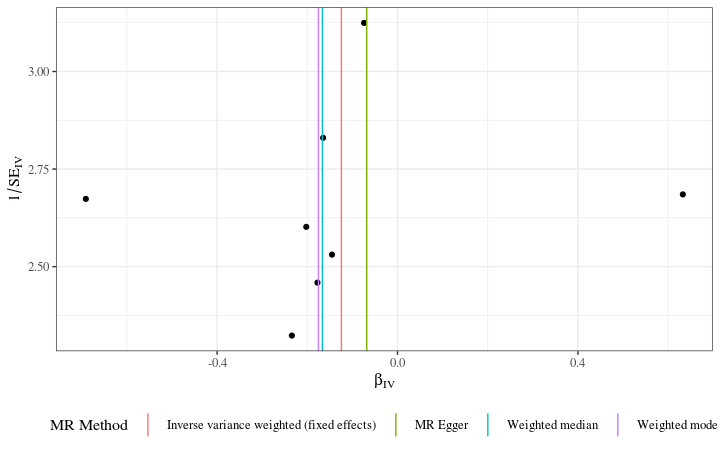 1/SE_IV
3.00
2.75
2.50
-0.4
0.0
0.4
β_IV
MR Method
Inverse variance weighted (fixed effects)
MR Egger
Weighted median
Weighted mode